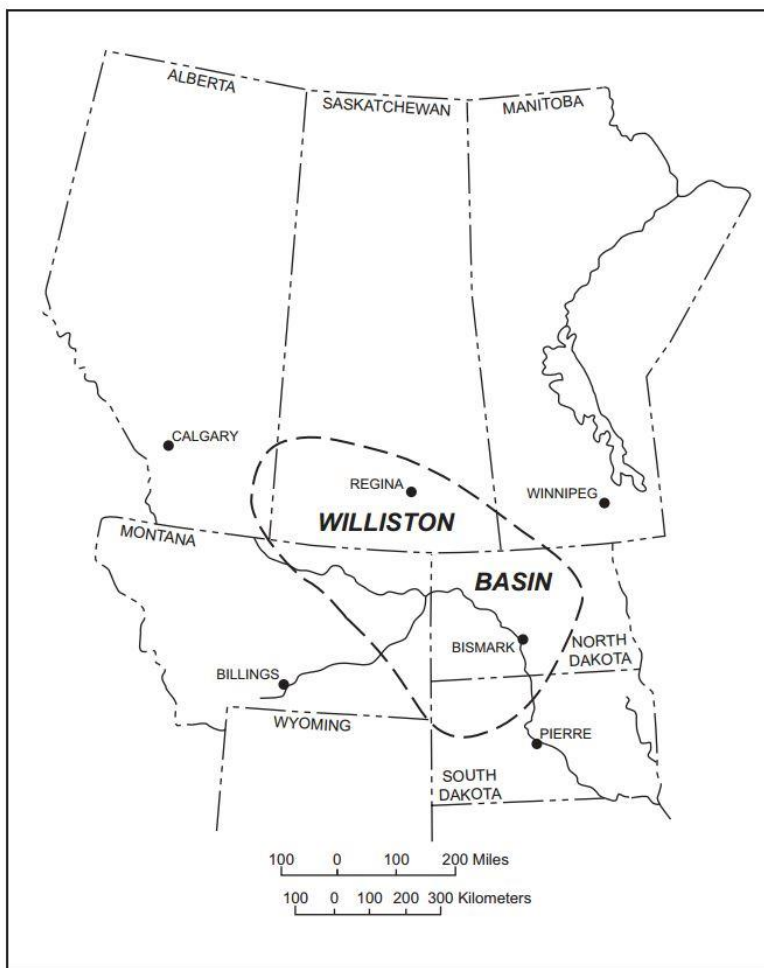 ALBERTA
SASKATCHEWAN
MANITOBA
CALGARY
REGINA
WINNIPEG
WILLISTON
MONTANA
BASIN
BISMARK
NORTH
DAKOTA
BILLINGS
WYOMING
PIERRE
SOUTH
DAKOTA
100 0 100 200 Miles
100 0 100 200 300 Kilometers